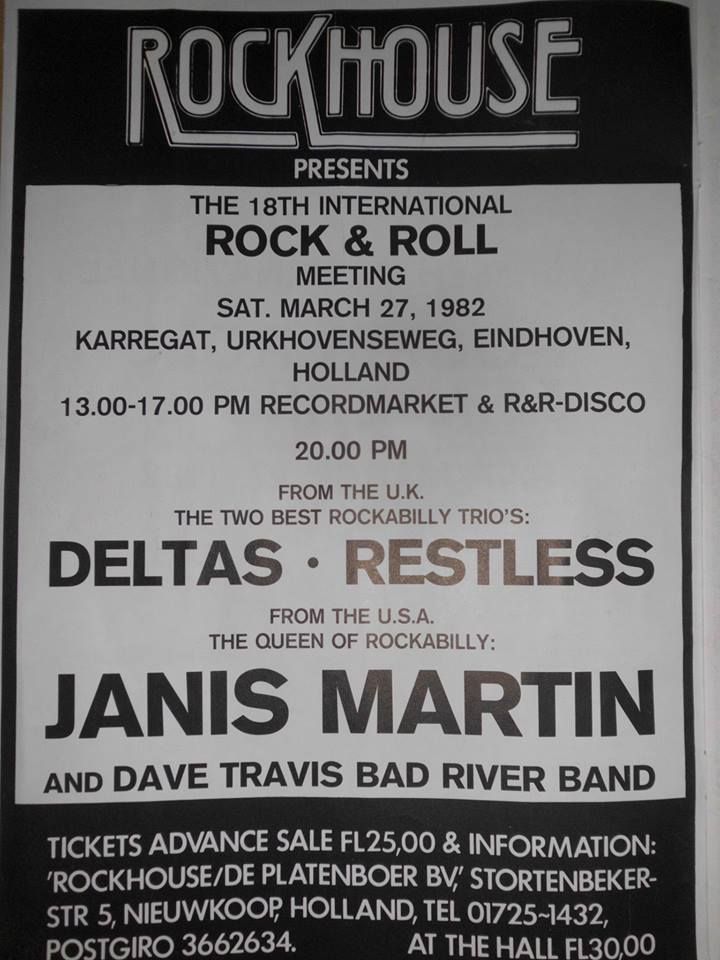 ROCKHOUSE
PRESENTS
THE 18TH INTERNATIONAL
ROCK & ROLL
MEETING
SAT. MARCH 27, 1982
KARREGAT, URKHOVENSEWEG, EINDHOVEN,
HOLLAND
13.00-17.00 PM RECORDMARKET & R&R-DISCO
20.00 PM
FROM THE U.K.
THE TWO BEST ROCKABILLY TRIO'S:
DELTAS · RESTLESS
FROM THE U.S.A.
THE QUEEN OF ROCKABILLY:
JANIS MARTIN
AND DAVE TRAVIS BAD RIVER BAND
TICKETS ADVANCE SALE FL25,00 & INFORMATION:
'ROCKHOUSE/DE PLATENBOER BV,' STORTENBEKER-
STR 5, NIEUWKOOP, HOLLAND, TEL 01725~1432,
POSTGIRO 3662634. AT THE HALL FL30,00